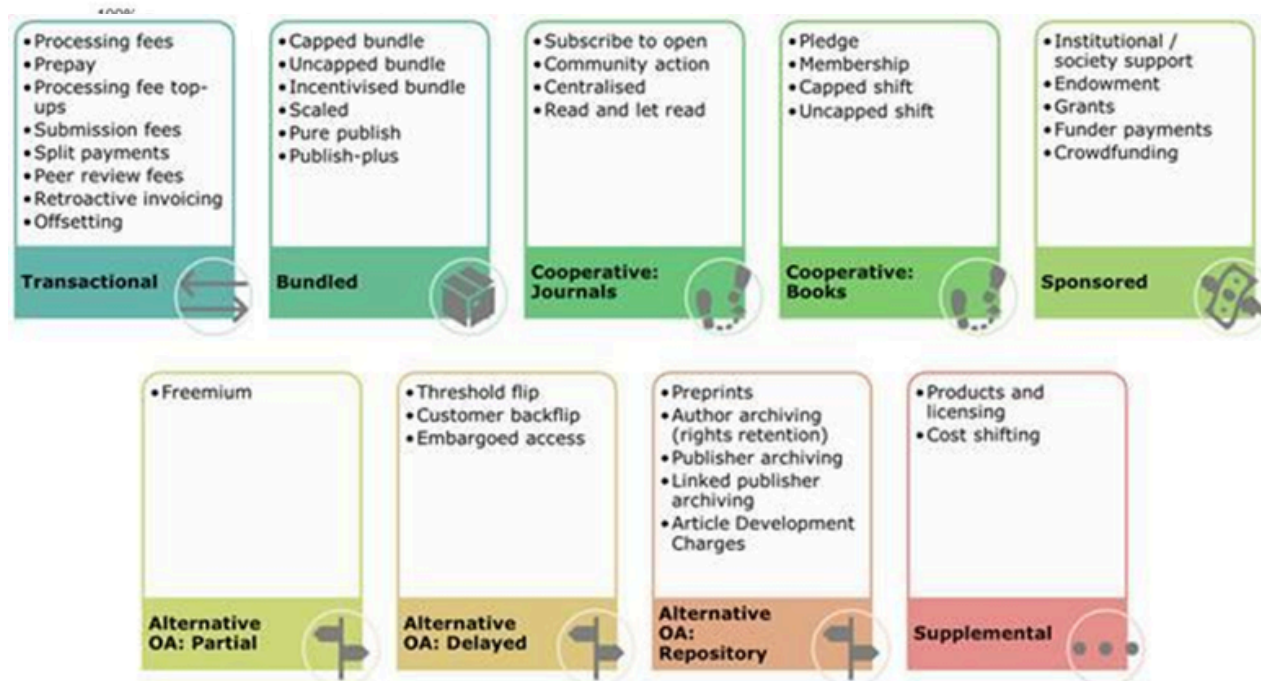 100%
• Processing fees
• Prepay
• Processing fee top-
ups
• Submission fees
• Split payments
• Peer review fees
• Retroactive invoicing
• Offsetting
Transactional
• Capped bundle
• Uncapped bundle
• Incentivised bundle
• Scaled
• Pure publish
• Publish-plus
Bundled
• Subscribe to open
• Community action
• Centralised
• Read and let read
Cooperative:
Journals
• Pledge
• Membership
• Capped shift
• Uncapped shift
Cooperative:
Books
• Institutional /
society support
• Endowment
• Grants
• Funder payments
• Crowdfunding
Sponsored
• Freemium
Alternative
OA: Partial
• Threshold flip
• Customer backflip
• Embargoed access
Alternative
OA: Delayed
• Preprints
• Author archiving
(rights retention)
• Publisher archiving
• Linked publisher
archiving
• Article Development
Charges
Alternative
OA:
Repository
• Products and
licensing
• Cost shifting
Supplemental